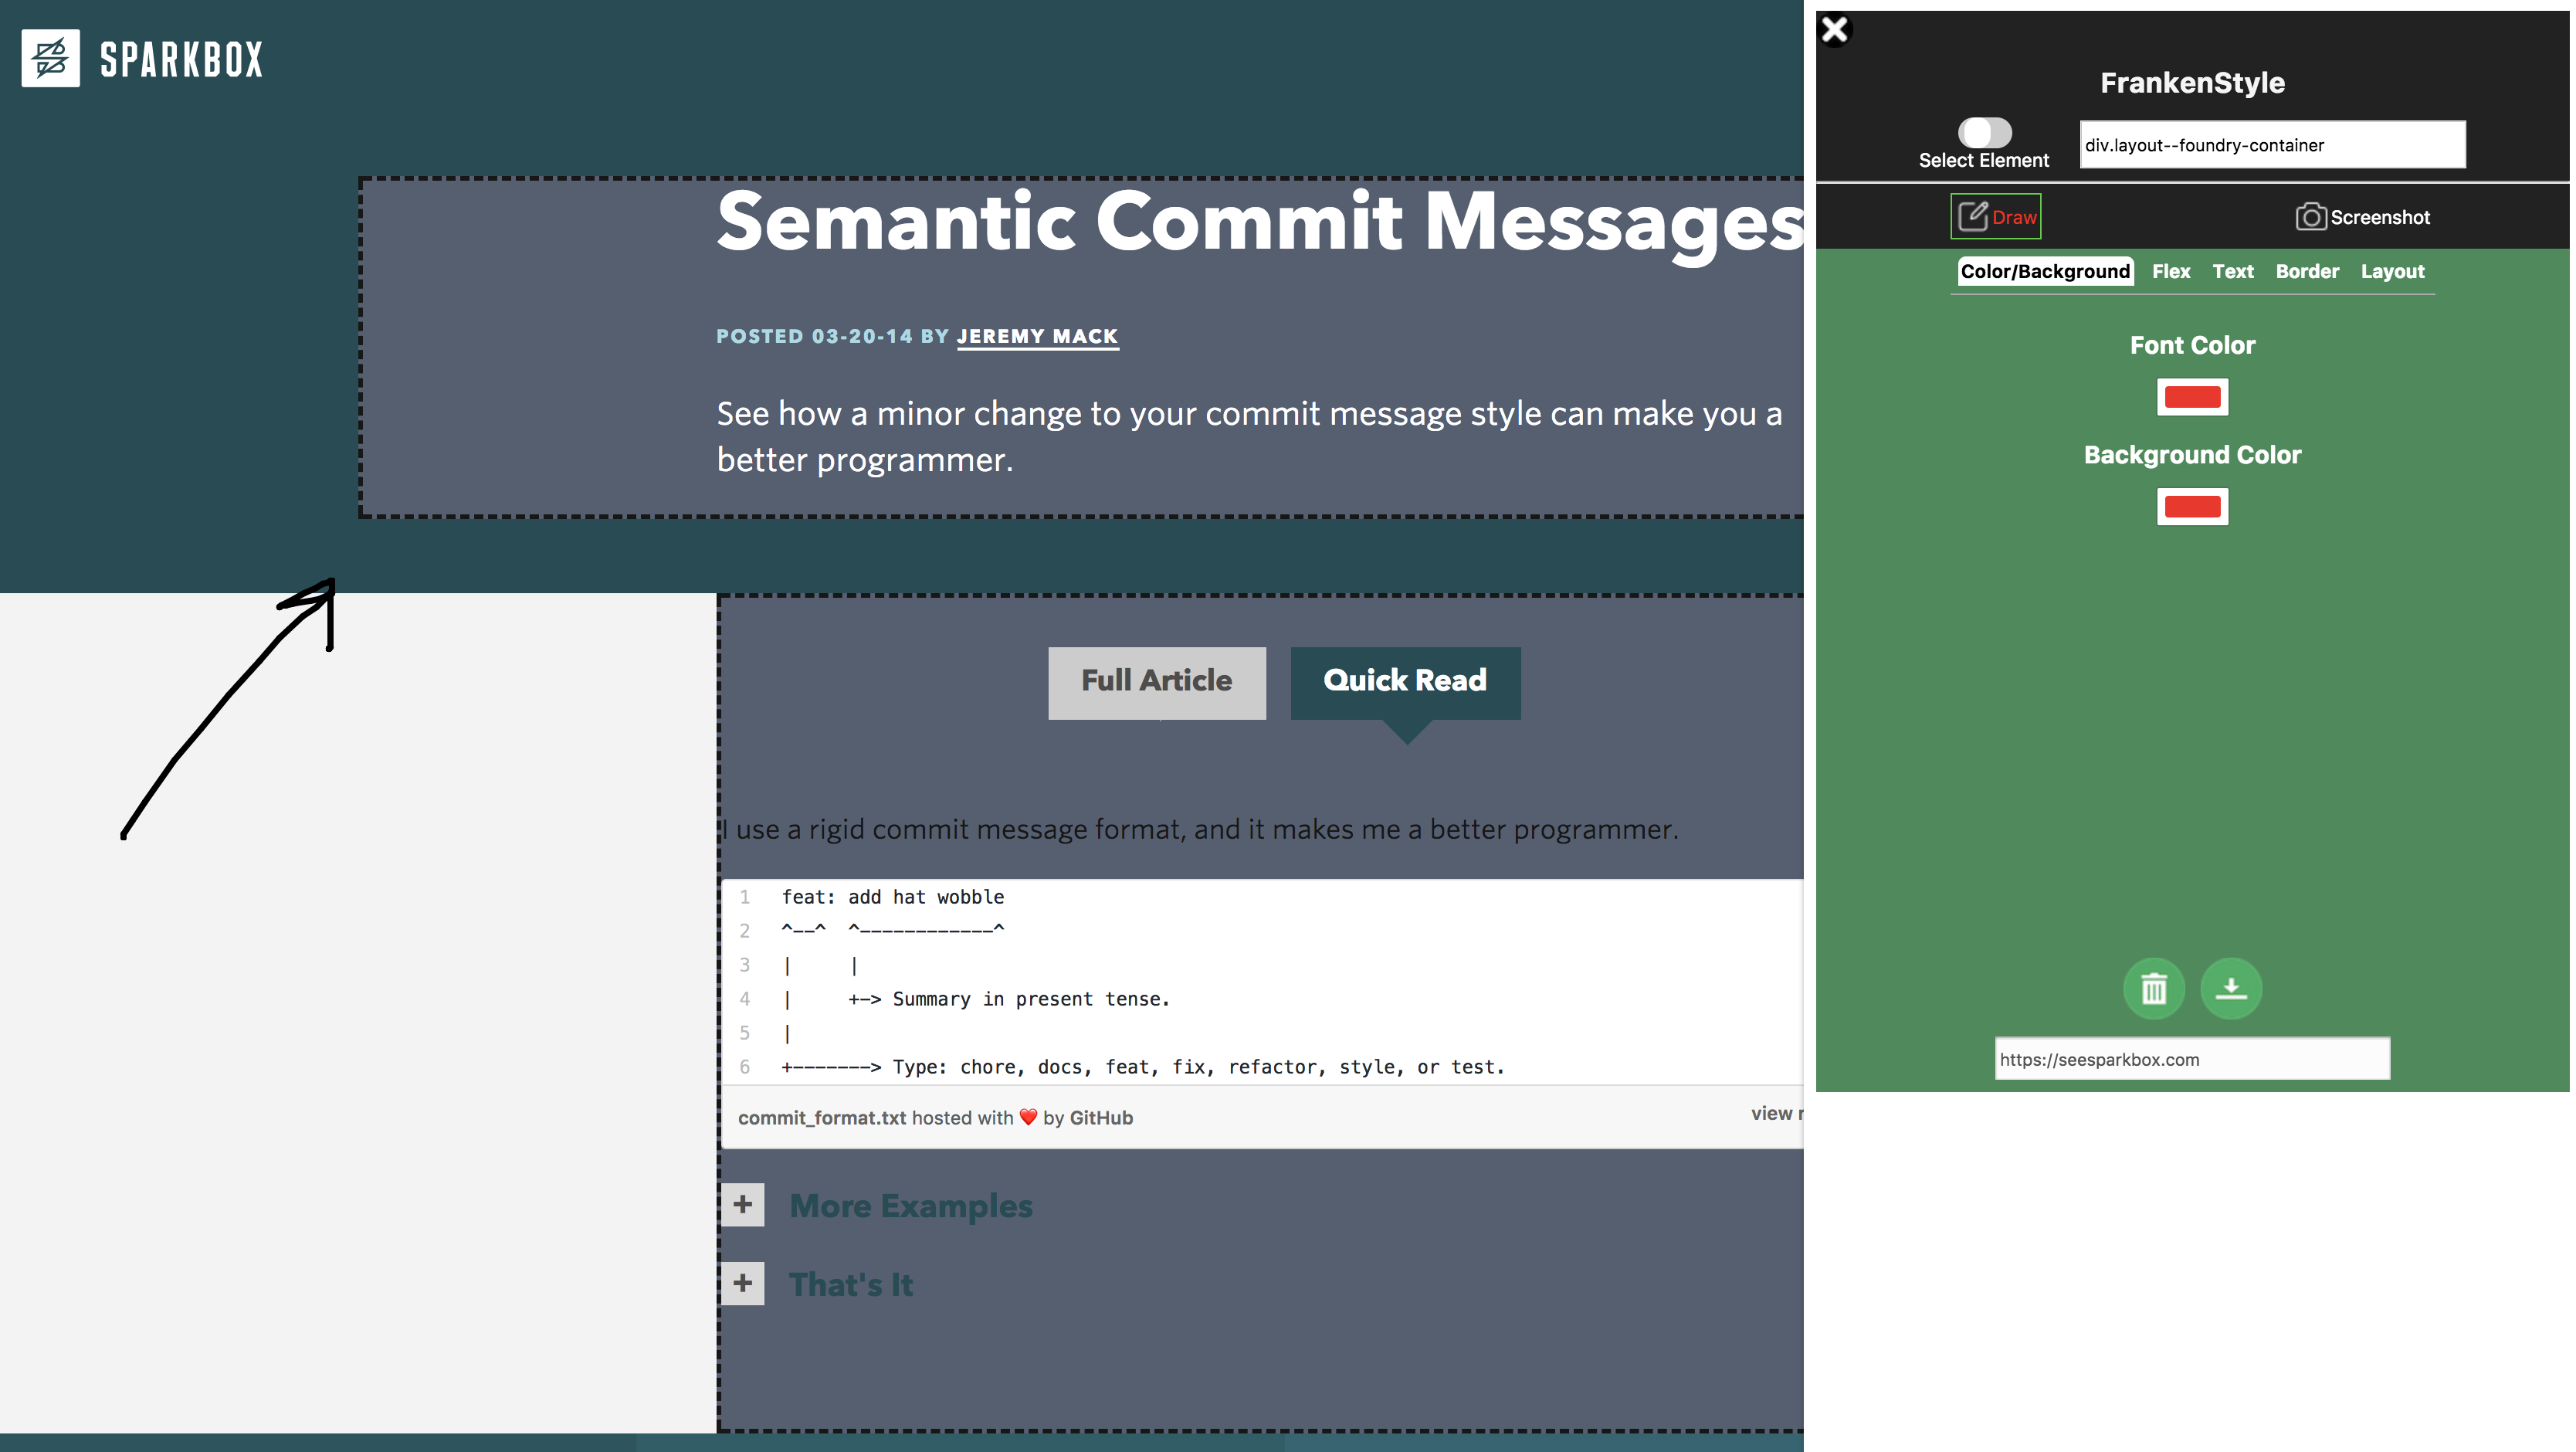 SPARKBOX
Semantic Commit Messages
POSTED 03-20-14 BY JEREMY MACK
See how a minor change to your commit message style can make you a
better programmer.
Full Article
Quick Read
I use a rigid commit message format, and it makes me a better programmer.
1 feat: add hat wobble
2 ^--^  ^------------^
3 |     |
4 |     +-> Summary in present tense.
5 |
6 +-------> Type: chore, docs, feat, fix, refactor, style, or test.
commit_format.txt hosted with ❤ by GitHub
view r
+ More Examples
+ That's It
FrankenStyle
Select Element
div.layout--foundry-container
Draw
Screenshot
Color/Background Flex Text Border Layout
Font Color
Background Color
https://seesparkbox.com